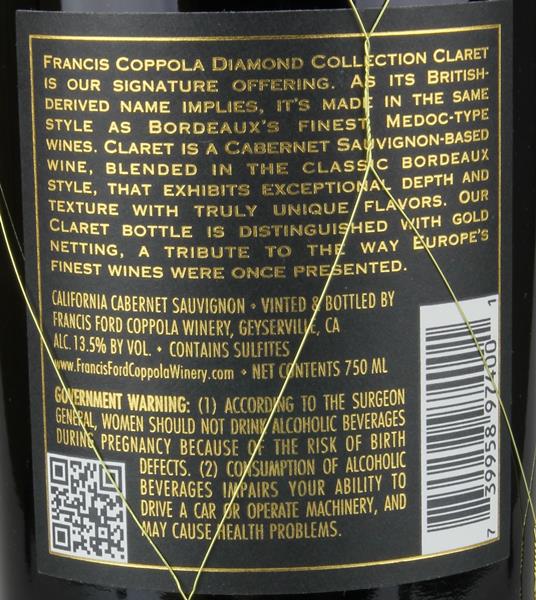 FRANCIS COPPOLA DIAMOND COLLECTION CLARET
IS OUR SIGNATURE OFFERING. AS ITS BRITISH-
DERIVED NAME IMPLIES, IT'S MADE IN THE SAME
STYLE AS BORDEAUX'S FINEST MEDOC-TYPE
WINES. CLARET IS A CABERNET SAUVIGNON-BASED
WINE, BLENDED IN THE CLASSIC BORDEAUX
STYLE, THAT EXHIBITS EXCEPTIONAL DEPTH AND
TEXTURE WITH TRULY UNIQUE FLAVORS. OUR
CLARET BOTTLE IS DISTINGUISHED WITH GOLD
NETTING, A TRIBUTE TO THE WAY EUROPE'S
FINEST WINES WERE ONCE PRESENTED.
CALIFORNIA CABERNET SAUVIGNON • VINTED & BOTTLED BY
FRANCIS FORD COPPOLA WINERY, GEYSERVILLE, CA
ALC. 13.5% BY VOL. • CONTAINS SULFITES
www.FrancisFordCoppolaWinery.com • NET CONTENTS 750 ML
GOVERNMENT WARNING: (1) ACCORDING TO THE SURGEON
GENERAL, WOMEN SHOULD NOT DRINK ALCOHOLIC BEVERAGES
DURING PREGNANCY BECAUSE OF THE RISK OF BIRTH
DEFECTS. (2) CONSUMPTION OF ALCOHOLIC
BEVERAGES IMPAIRS YOUR ABILITY TO
DRIVE A CAR OR OPERATE MACHINERY, AND
MAY CAUSE HEALTH PROBLEMS.
7 39958 97400 1